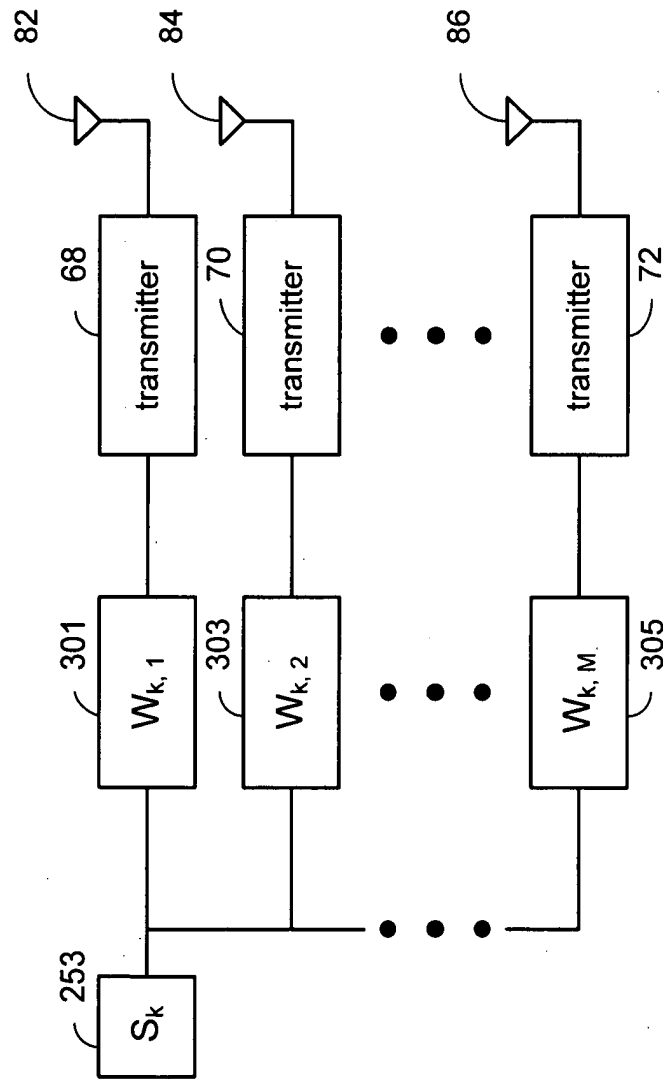 253
Sk
301
Wk, 1
68
transmitter
82
303
Wk, 2
70
transmitter
84
305
Wk, M
72
transmitter
86